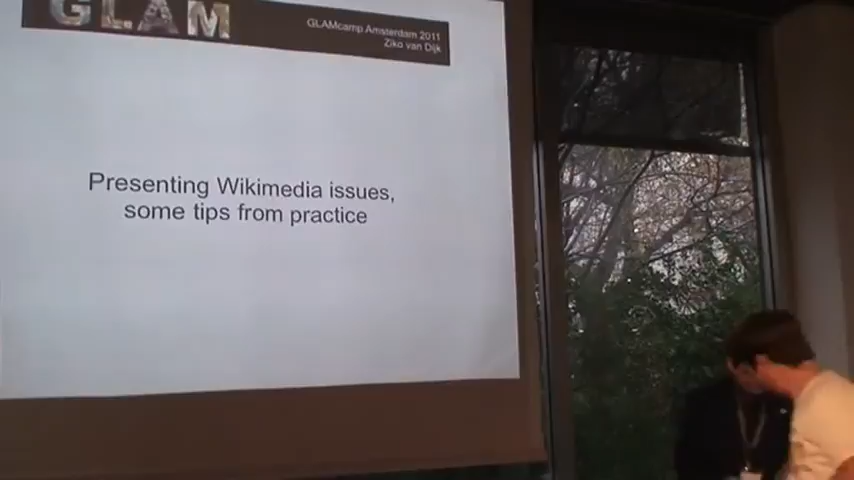 GLAM
GLAMcamp Amsterdam 2011
Ziko van Dijk
Presenting Wikimedia issues,
some tips from practice